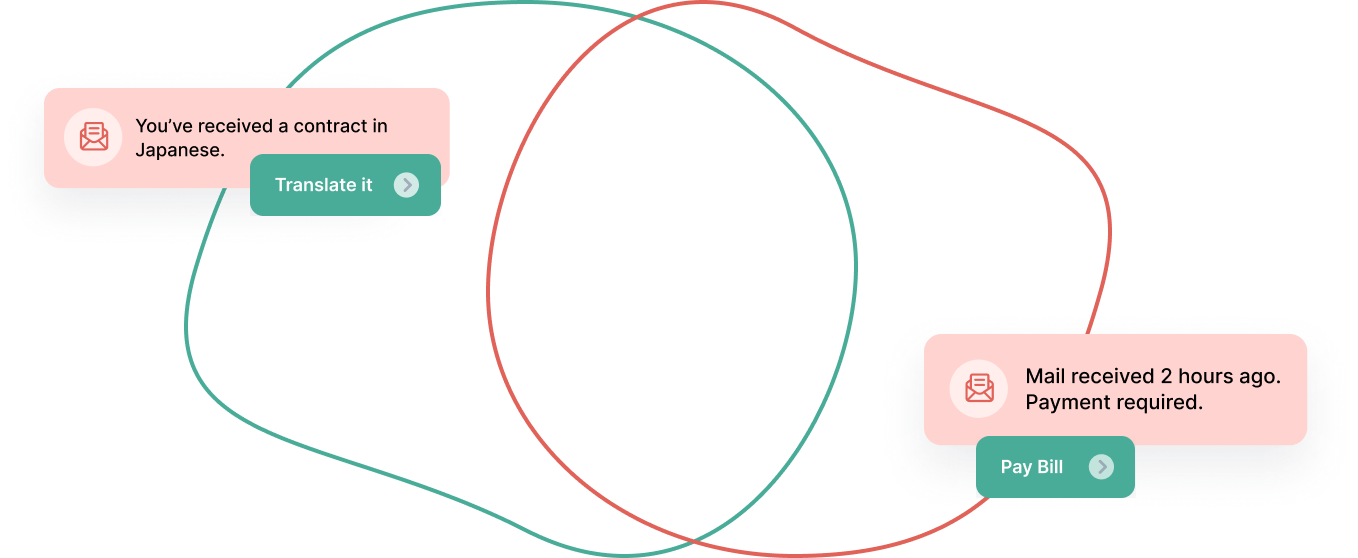 You’ve received a contract in
Japanese.
Translate it
Mail received 2 hours ago.
Payment required.
Pay Bill